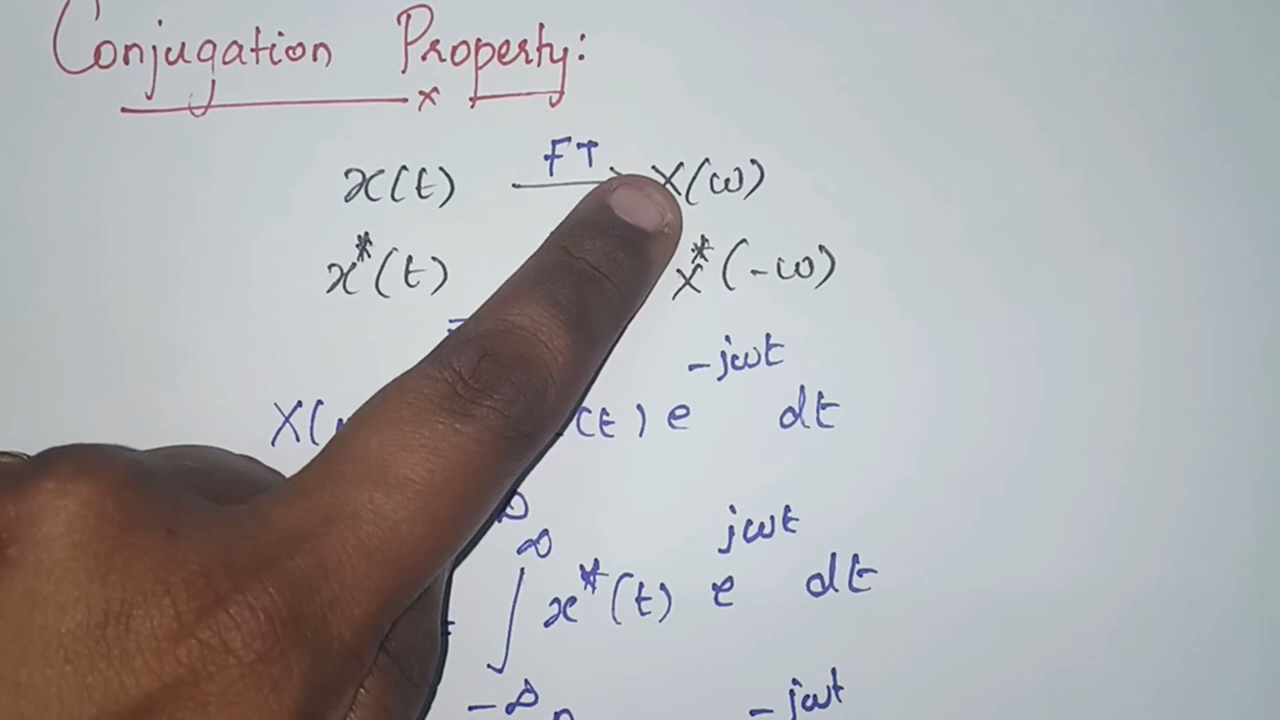 Conjugation Property:
x(t) FT X(ω)
x*(t) X*(-ω)
X( (t) e^-jωt dt
∞
= ∫ x*(t) e^jωt dt
-∞
-jωt